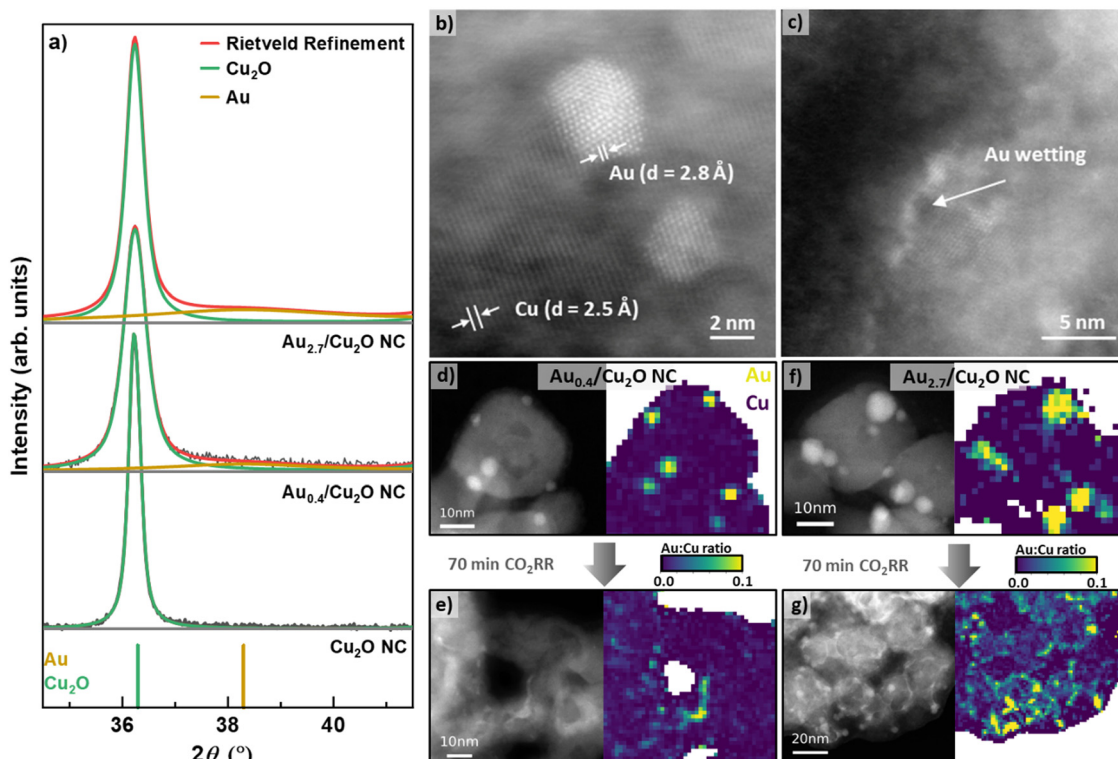 a)
Rietveld Refinement
Cu₂O
Au
Intensity (arb. units)
Au₂.₇/Cu₂O NC
Au₀.₄/Cu₂O NC
Cu₂O NC
Au
Cu₂O
36 38 40
2θ (°)
b)
Au (d = 2.8 Å)
Cu (d = 2.5 Å)
2 nm
c)
Au wetting
5 nm
d)
Au₀.₄/Cu₂O NC
Au
Cu
10nm
f)
Au₂.₇/Cu₂O NC
10nm
70 min CO₂RR
Au:Cu ratio
0.0 0.1
70 min CO₂RR
Au:Cu ratio
0.0 0.1
e)
10nm
g)
20nm